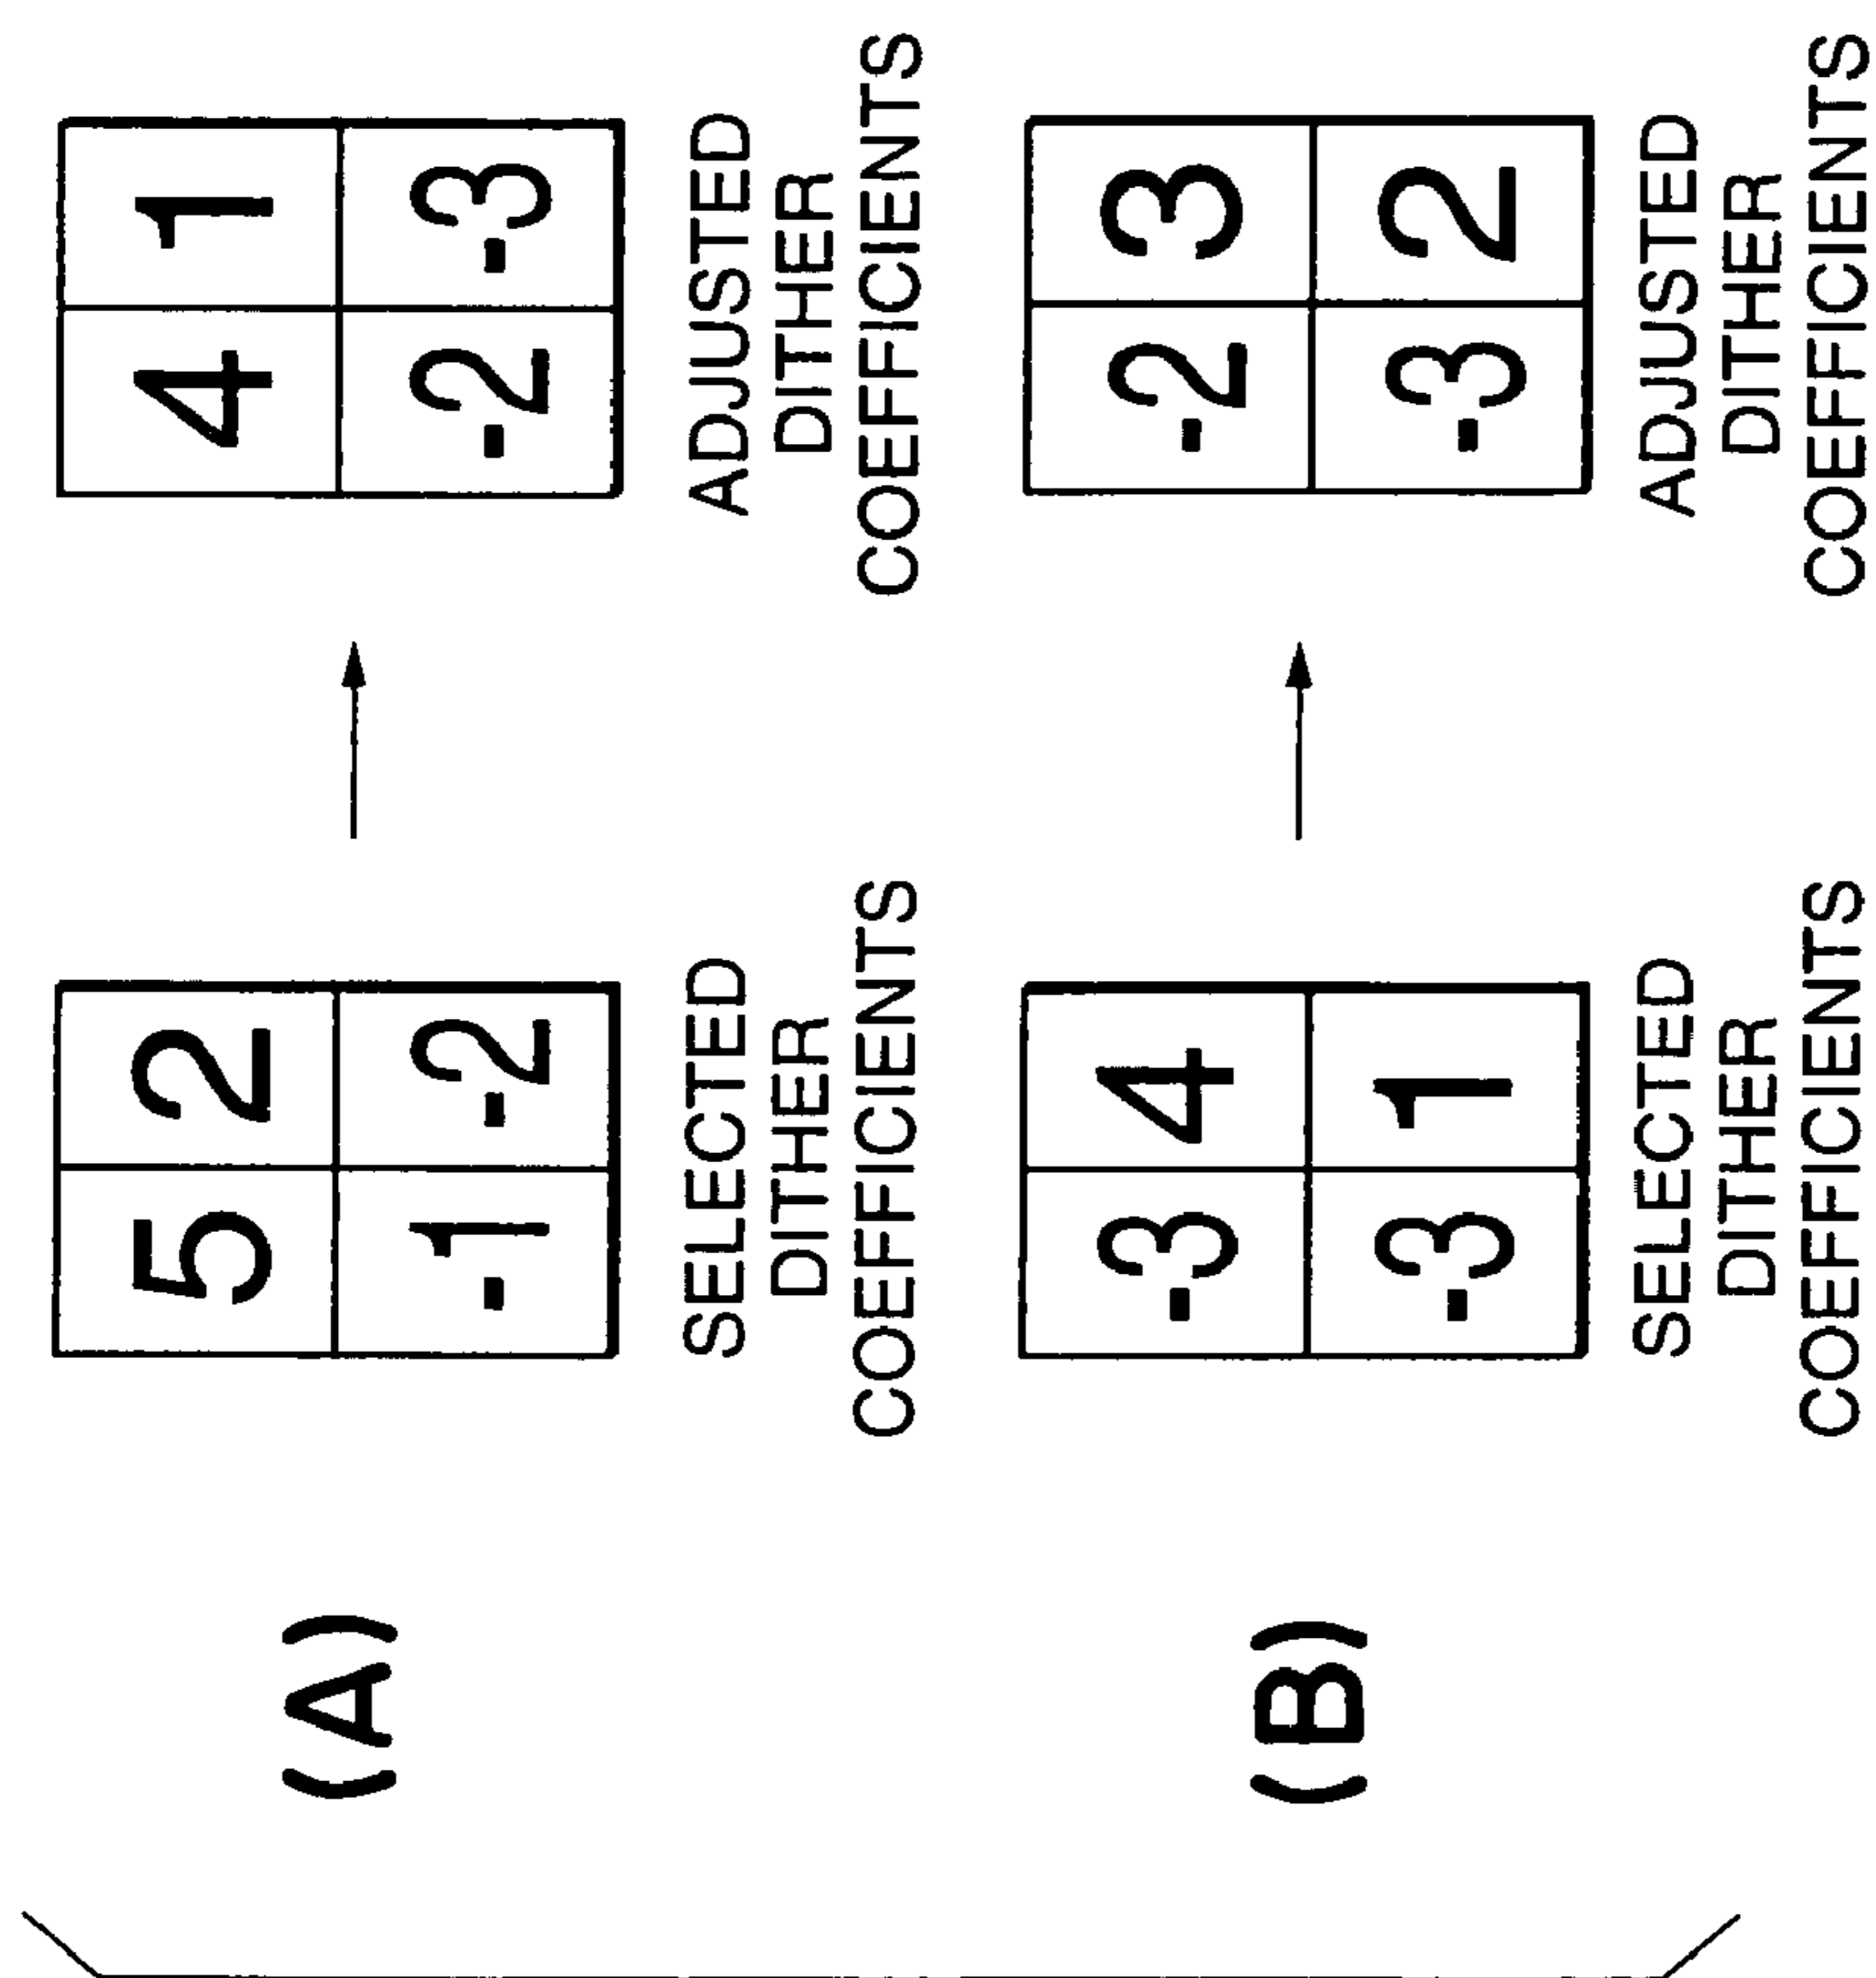 (A)
5 2
-1 -2
SELECTED
DITHER
COEFFICIENTS
4 1
-2 -3
ADJUSTED
DITHER
COEFFICIENTS
(B)
-3 4
-3 1
SELECTED
DITHER
COEFFICIENTS
-2 3
-3 2
ADJUSTED
DITHER
COEFFICIENTS